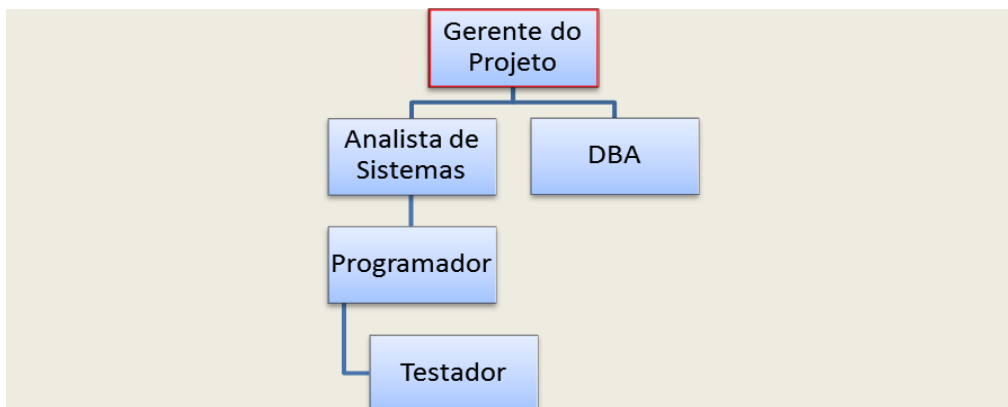 Gerente do
Projeto
Analista de
Sistemas
DBA
Programador
Testador